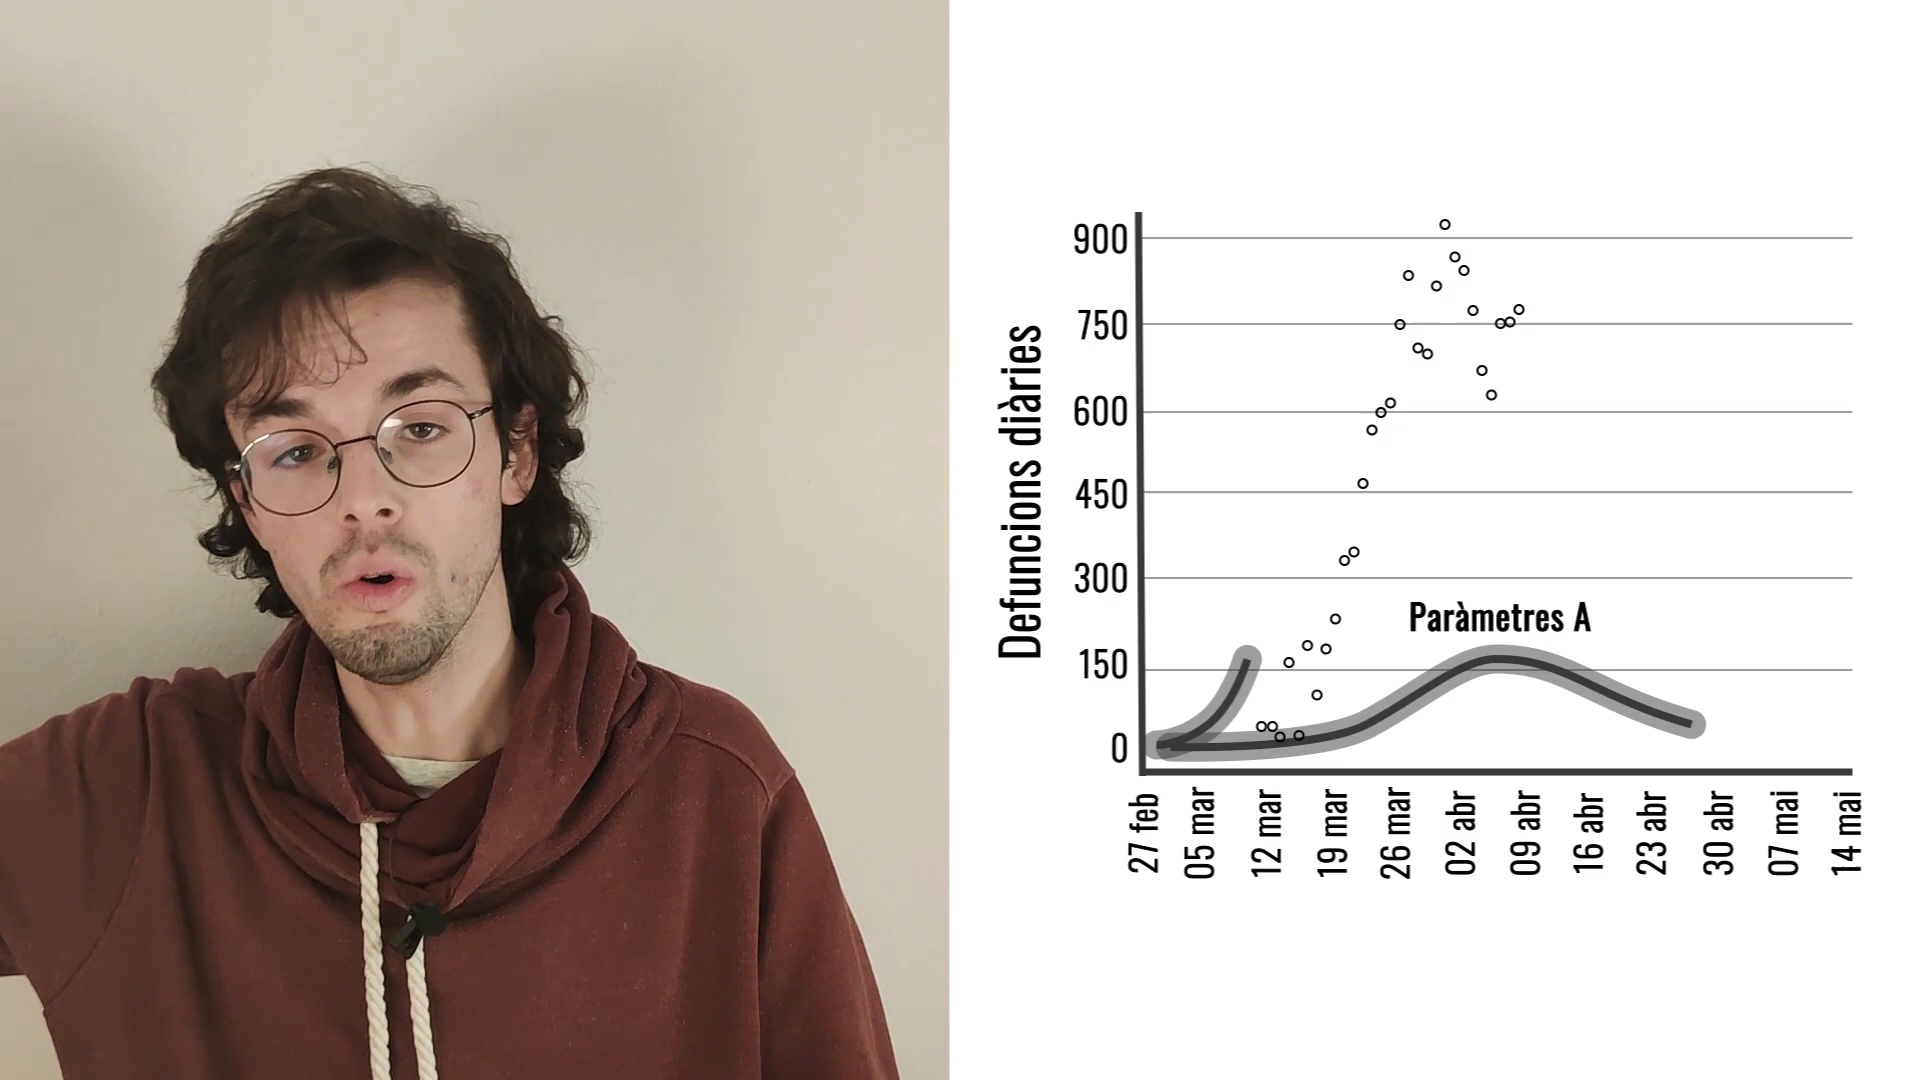 Defuncions diàries
900
750
600
450
300
150
0
Paràmetres A
27 feb
05 mar
12 mar
19 mar
26 mar
02 abr
09 abr
16 abr
23 abr
30 abr
07 mai
14 mai